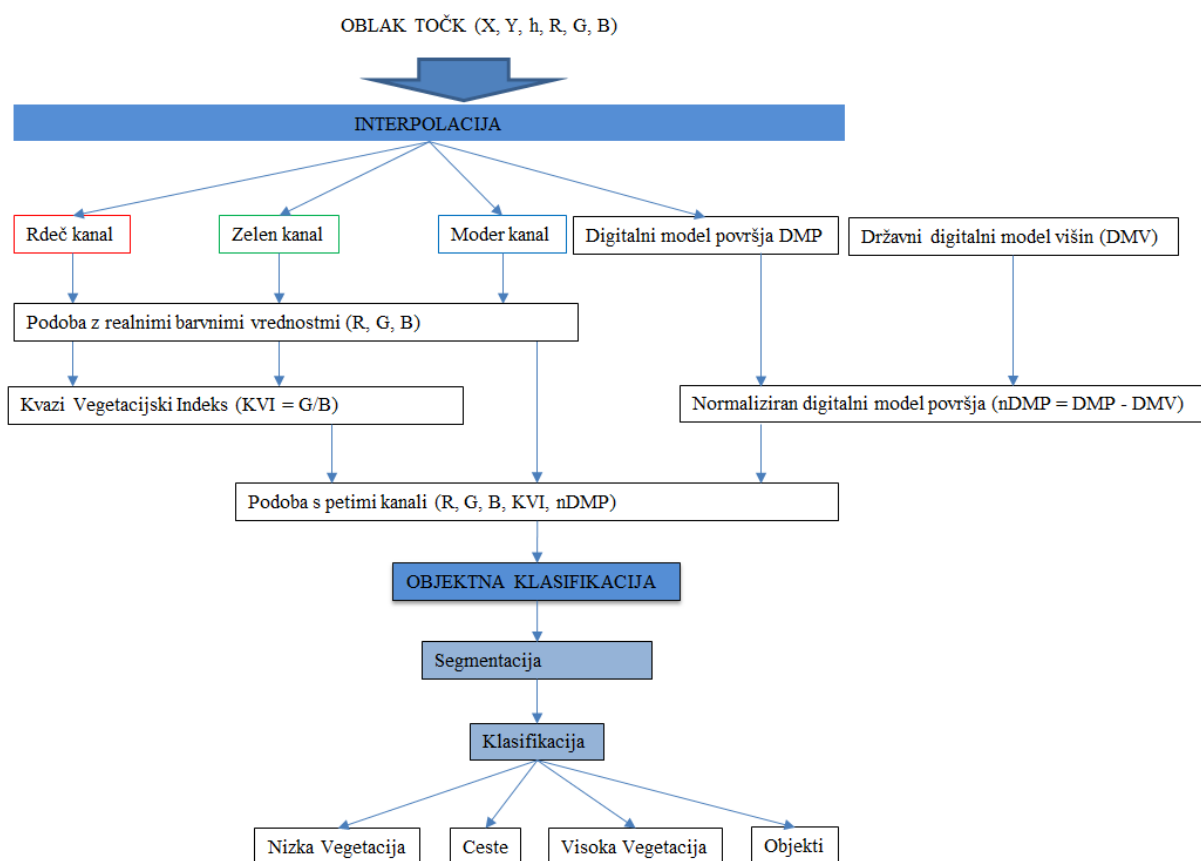 OBLAK TOČK (X, Y, h, R, G, B)
INTERPOLACIJA
Rdeč kanal
Zelen kanal
Moder kanal
Digitalni model površja DMP
Državni digitalni model višin (DMV)
Podoba z realnimi barvnimi vrednostmi (R, G, B)
Kvazi Vegetacijski Indeks (KVI = G/B)
Normaliziran digitalni model površja (nDMP = DMP - DMV)
Podoba s petimi kanali (R, G, B, KVI, nDMP)
OBJEKTNA KLASIFIKACIJA
Segmentacija
Klasifikacija
Nizka Vegetacija
Ceste
Visoka Vegetacija
Objekti